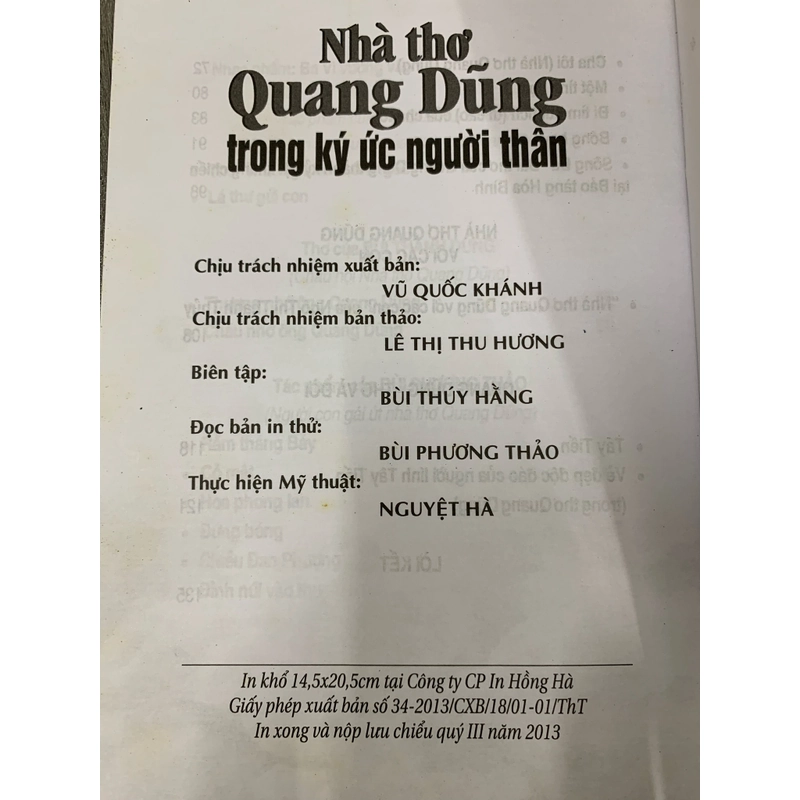 Nhà thơ
Quang Dũng
trong ký ức người thân
Chịu trách nhiệm xuất bản:
VŨ QUỐC KHÁNH
Chịu trách nhiệm bản thảo:
LÊ THỊ THU HƯƠNG
Biên tập:
BÙI THÚY HẰNG
Đọc bản in thử:
BÙI PHƯƠNG THẢO
Thực hiện Mỹ thuật:
NGUYỆT HÀ
In khổ 14,5x20,5cm tại Công ty CP In Hồng Hà
Giấy phép xuất bản số 34-2013/CXB/18/01-01/ThT
In xong và nộp lưu chiểu quý III năm 2013